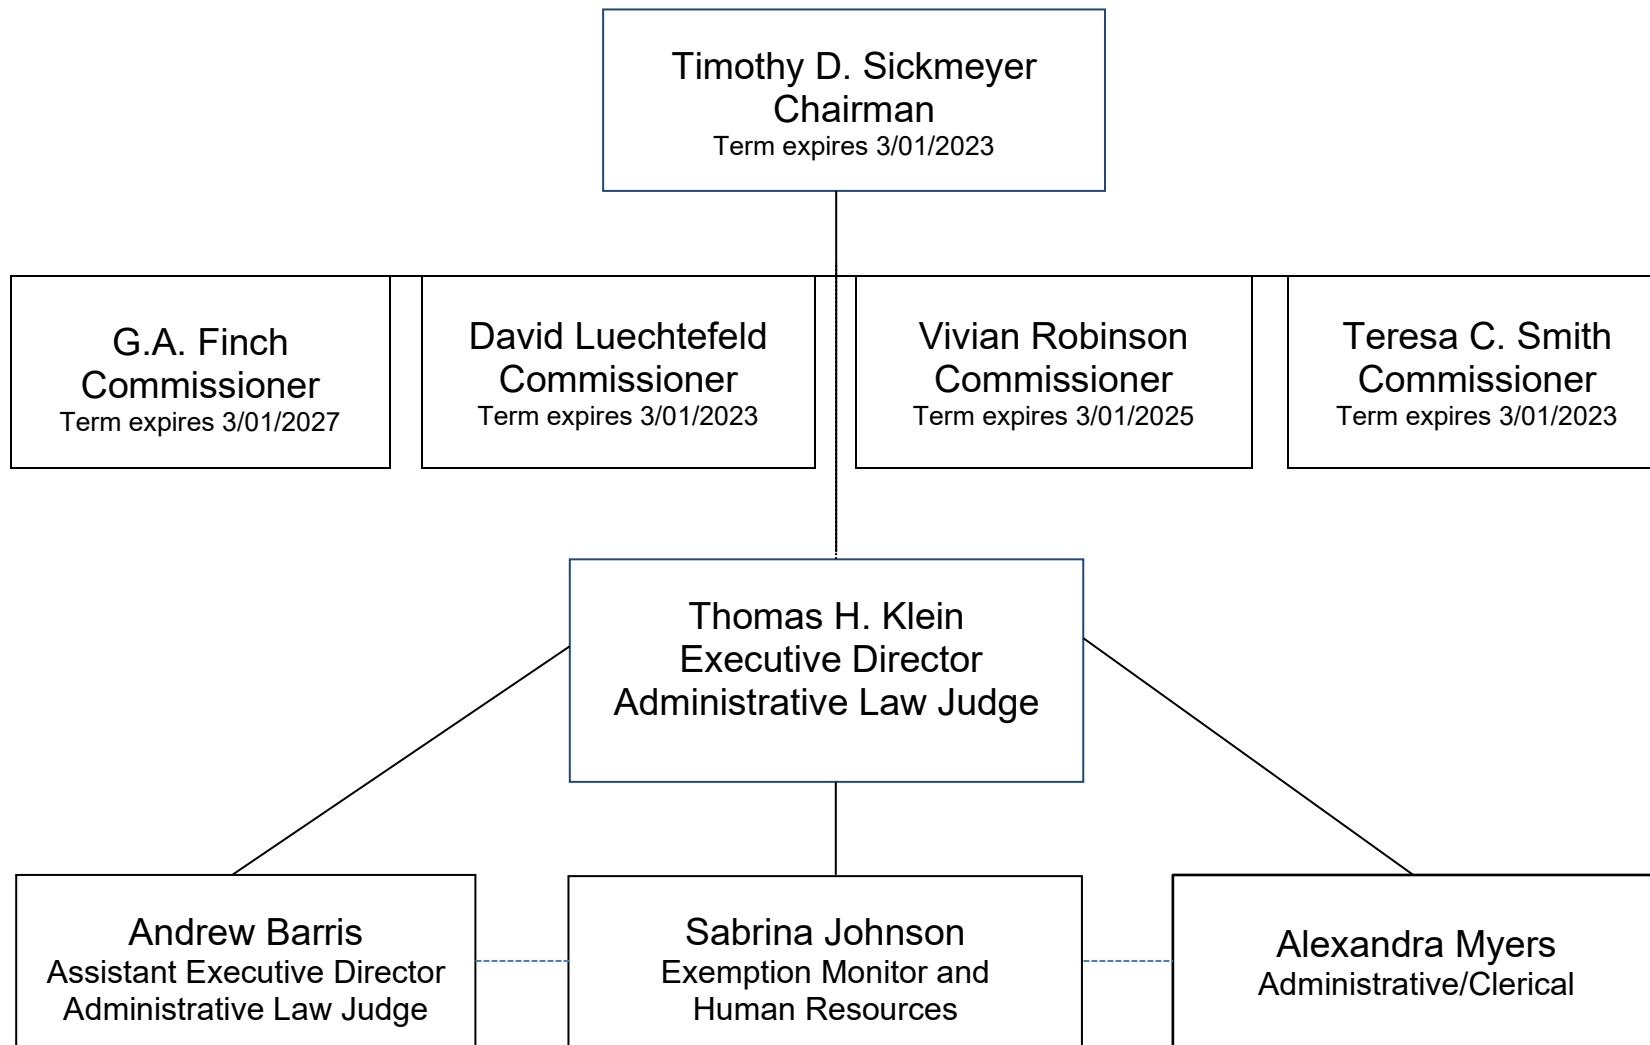 Timothy D. Sickmeyer
Chairman
Term expires 3/01/2023
G.A. Finch
Commissioner
Term expires 3/01/2027
David Luechtefeld
Commissioner
Term expires 3/01/2023
Vivian Robinson
Commissioner
Term expires 3/01/2025
Teresa C. Smith
Commissioner
Term expires 3/01/2023
Thomas H. Klein
Executive Director
Administrative Law Judge
Andrew Barris
Assistant Executive Director
Administrative Law Judge
Sabrina Johnson
Exemption Monitor and
Human Resources
Alexandra Myers
Administrative/Clerical